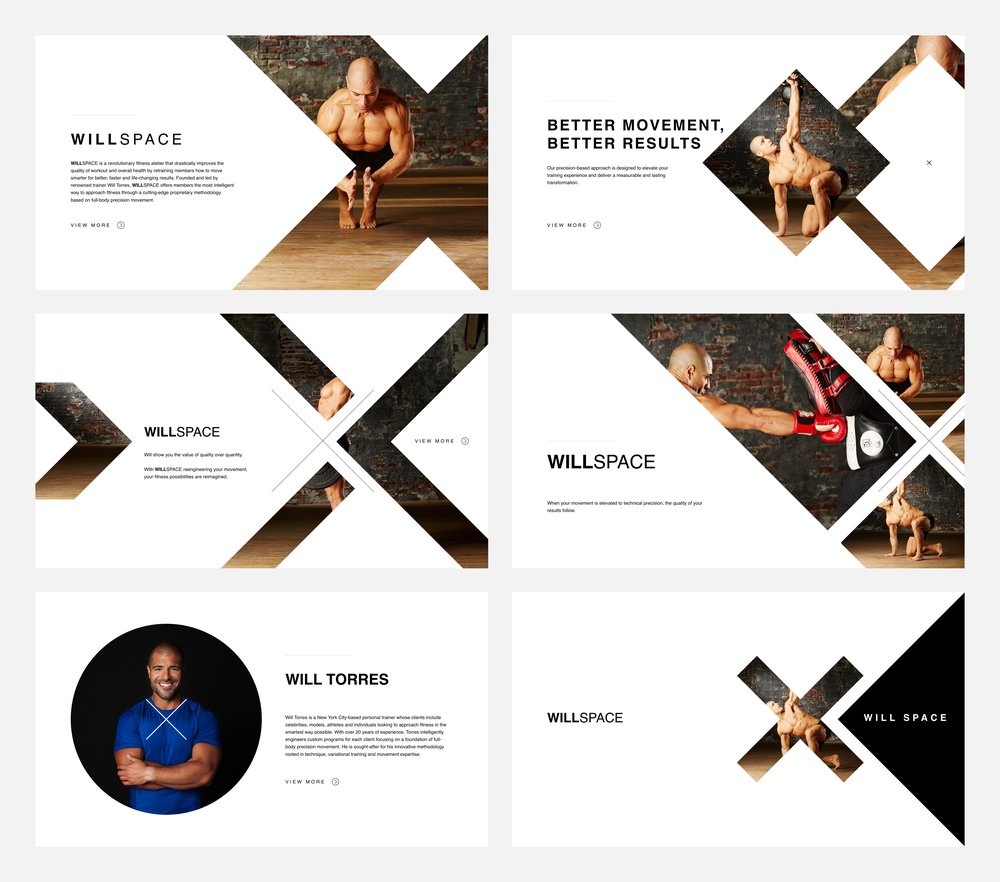 WILLSPACE
WILLSPACE is a revolutionary fitness atelier that drastically improves the
quality of workout and overall health by retraining members how to move
smarter for better, faster and life-changing results. Founded and led by
renowned trainer Will Torres, WILLSPACE offers members the most intelligent
way to approach fitness through a cutting-edge proprietary methodology
based on full-body precision movement.
VIEW MORE
BETTER MOVEMENT,
BETTER RESULTS
Our precision-based approach is designed to elevate your
training experience and deliver a measurable and lasting
transformation.
VIEW MORE
WILLSPACE
Will show you the value of quality over quantity.
With WILLSPACE reengineering your movement,
your fitness possibilities are reimagined.
VIEW MORE
WILLSPACE
When your movement is elevated to technical precision, the quality of your
results follow.
WILL TORRES
Will Torres is a New York City-based personal trainer whose clients include
celebrities, models, athletes and individuals looking to approach fitness in the
smartest way possible. With over 20 years of experience, Torres intelligently
engineers custom programs for each client focusing on a foundation of full-
body precision movement. He is sought-after for his innovative methodology
rooted in technique, variational training and movement expertise.
VIEW MORE
WILLSPACE
WILL SPACE